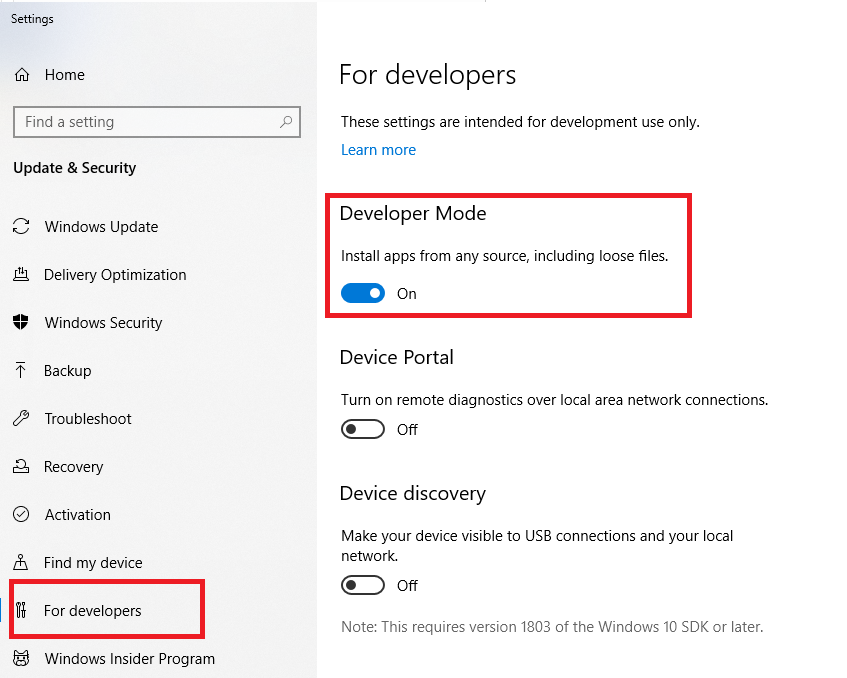 Settings
Home
Find a setting
Update & Security
Windows Update
Delivery Optimization
Windows Security
Backup
Troubleshoot
Recovery
Activation
Find my device
For developers
Windows Insider Program
For developers
These settings are intended for development use only.
Learn more
Developer Mode
Install apps from any source, including loose files.
On
Device Portal
Turn on remote diagnostics over local area network connections.
Off
Device discovery
Make your device visible to USB connections and your local
network.
Off
Note: This requires version 1803 of the Windows 10 SDK or later.